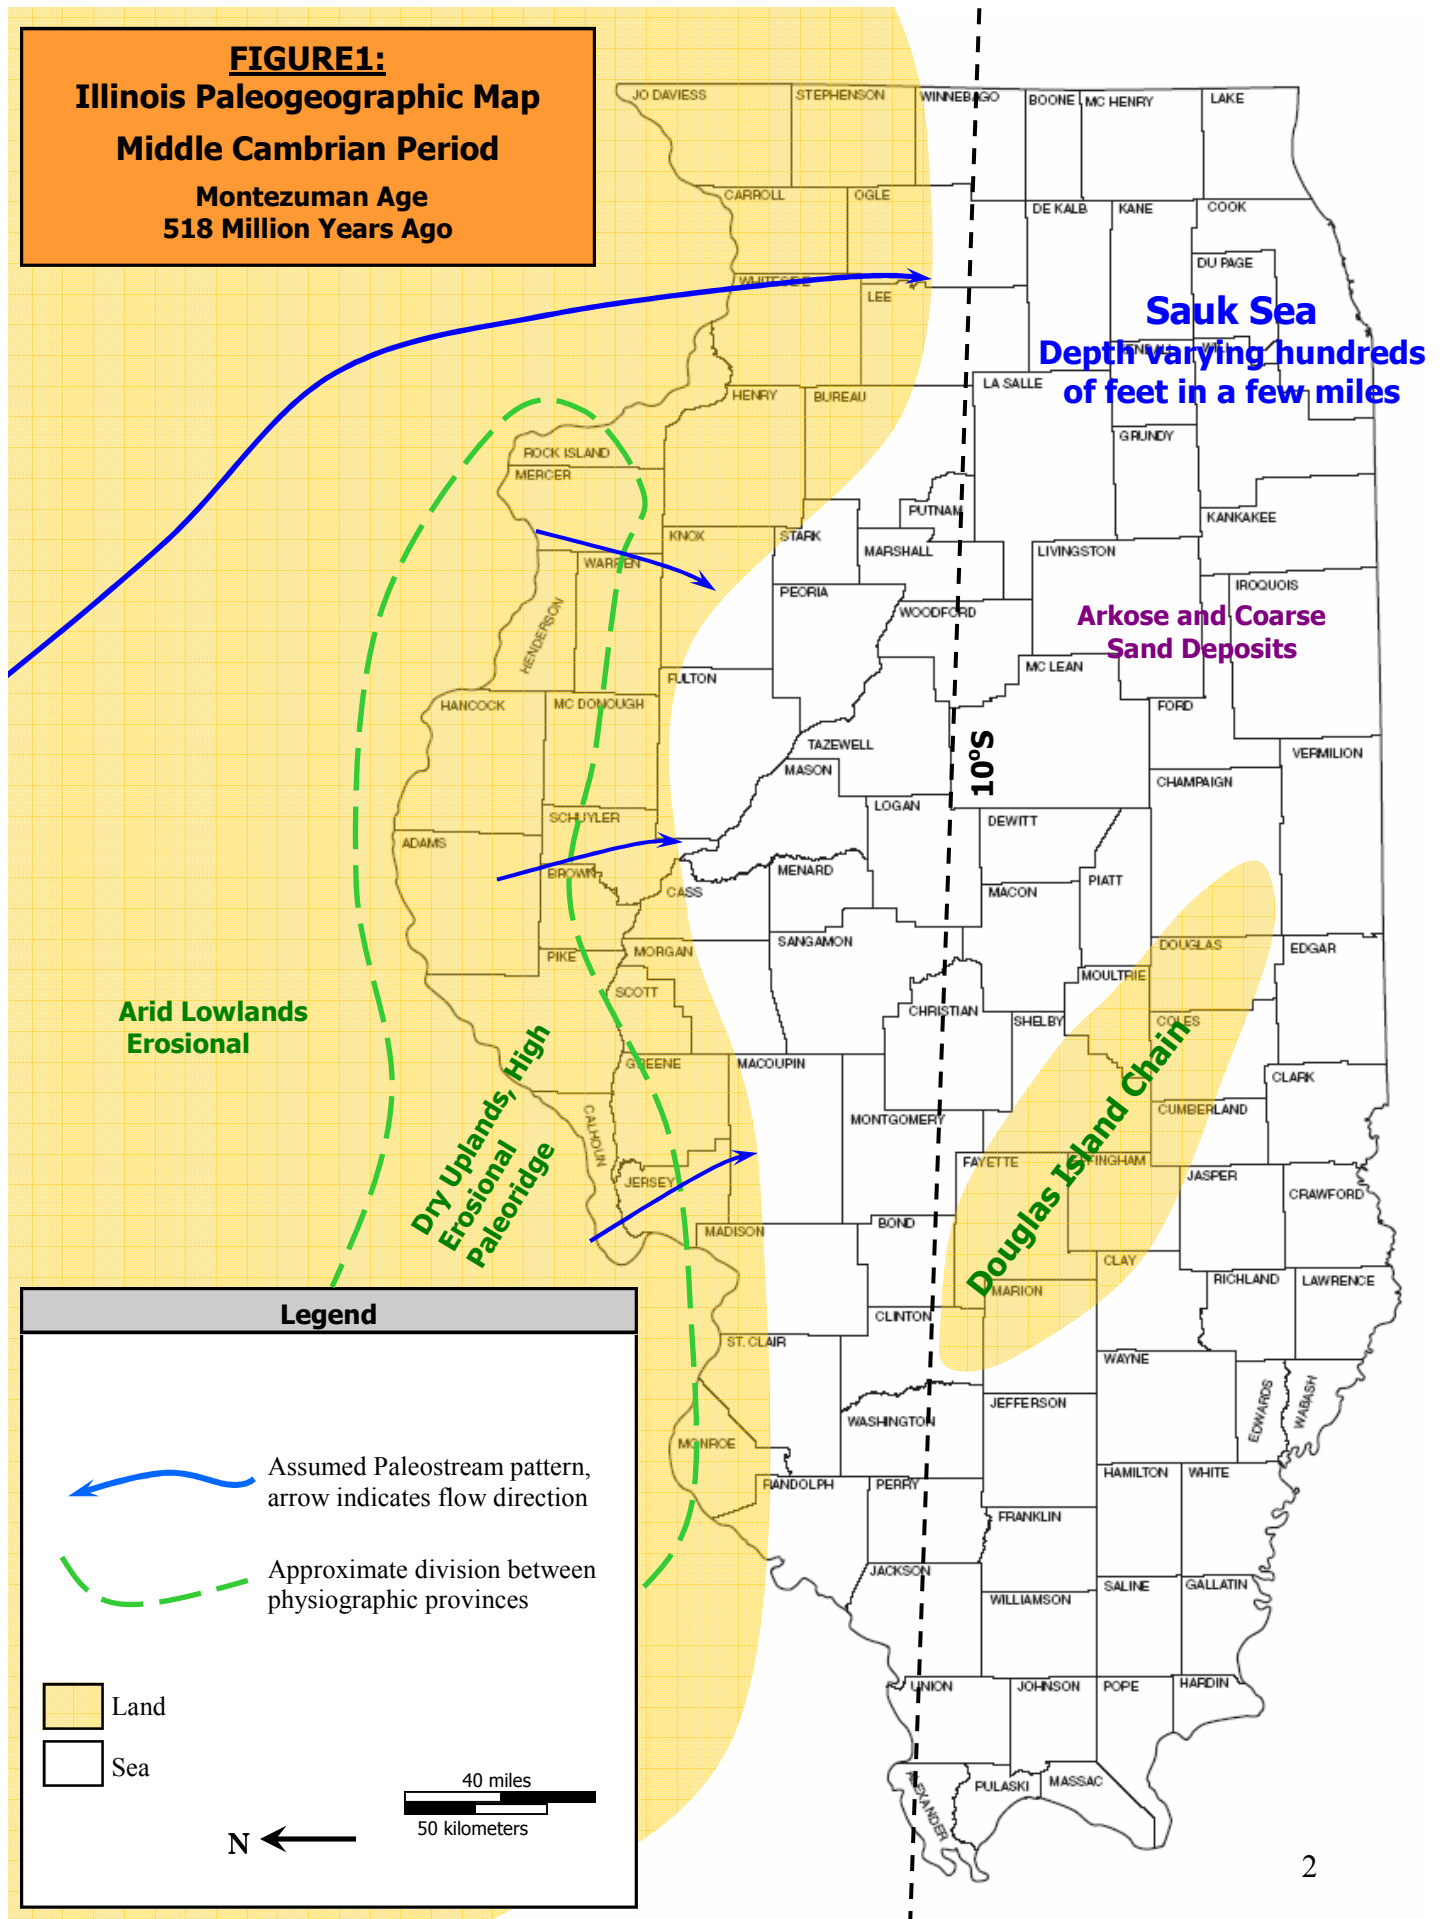 FIGURE1:
Illinois Paleogeographic Map
Middle Cambrian Period
Montezuman Age
518 Million Years Ago
JO DAVIESS
STEPHENSON
WINNEBAGO
BOONE
MC HENRY
LAKE
CARROLL
OGLE
DE KALB
KANE
COOK
DU PAGE
WHITESIDE
LEE
Sauk Sea
Depth varying hundreds
of feet in a few miles
KENDALL
WILL
HENRY
BUREAU
LA SALLE
GRUNDY
ROCK ISLAND
MERCER
PUTNAM
KANKAKEE
KNOX
STARK
MARSHALL
LIVINGSTON
WARREN
PEORIA
IROQUOIS
HENDERSON
WOODFORD
Arkose and Coarse
Sand Deposits
FULTON
MC LEAN
HANCOCK
MC DONOUGH
FORD
TAZEWELL
10°S
VERMILION
MASON
CHAMPAIGN
LOGAN
SCHUYLER
DEWITT
ADAMS
BROWN
CASS
MENARD
MACON
PIATT
PIKE
MORGAN
SANGAMON
DOUGLAS
EDGAR
MOULTRIE
SCOTT
CHRISTIAN
SHELBY
COLES
Arid Lowlands
Erosional
Dry Uplands, High
Erosional
Paleoridge
GREENE
MACOUPIN
CLARK
CALHOUN
MONTGOMERY
CUMBERLAND
Douglas Island Chain
FAYETTE
EFFINGHAM
JASPER
JERSEY
CRAWFORD
MADISON
BOND
CLAY
RICHLAND
LAWRENCE
MARION
CLINTON
ST. CLAIR
WAYNE
EDWARDS
WABASH
JEFFERSON
WASHINGTON
MONROE
RANDOLPH
PERRY
HAMILTON
WHITE
FRANKLIN
JACKSON
WILLIAMSON
SALINE
GALLATIN
UNION
JOHNSON
POPE
HARDIN
ALEXANDER
PULASKI
MASSAC
Legend
Assumed Paleostream pattern,
arrow indicates flow direction
Approximate division between
physiographic provinces
Land
Sea
40 miles
50 kilometers
N
2